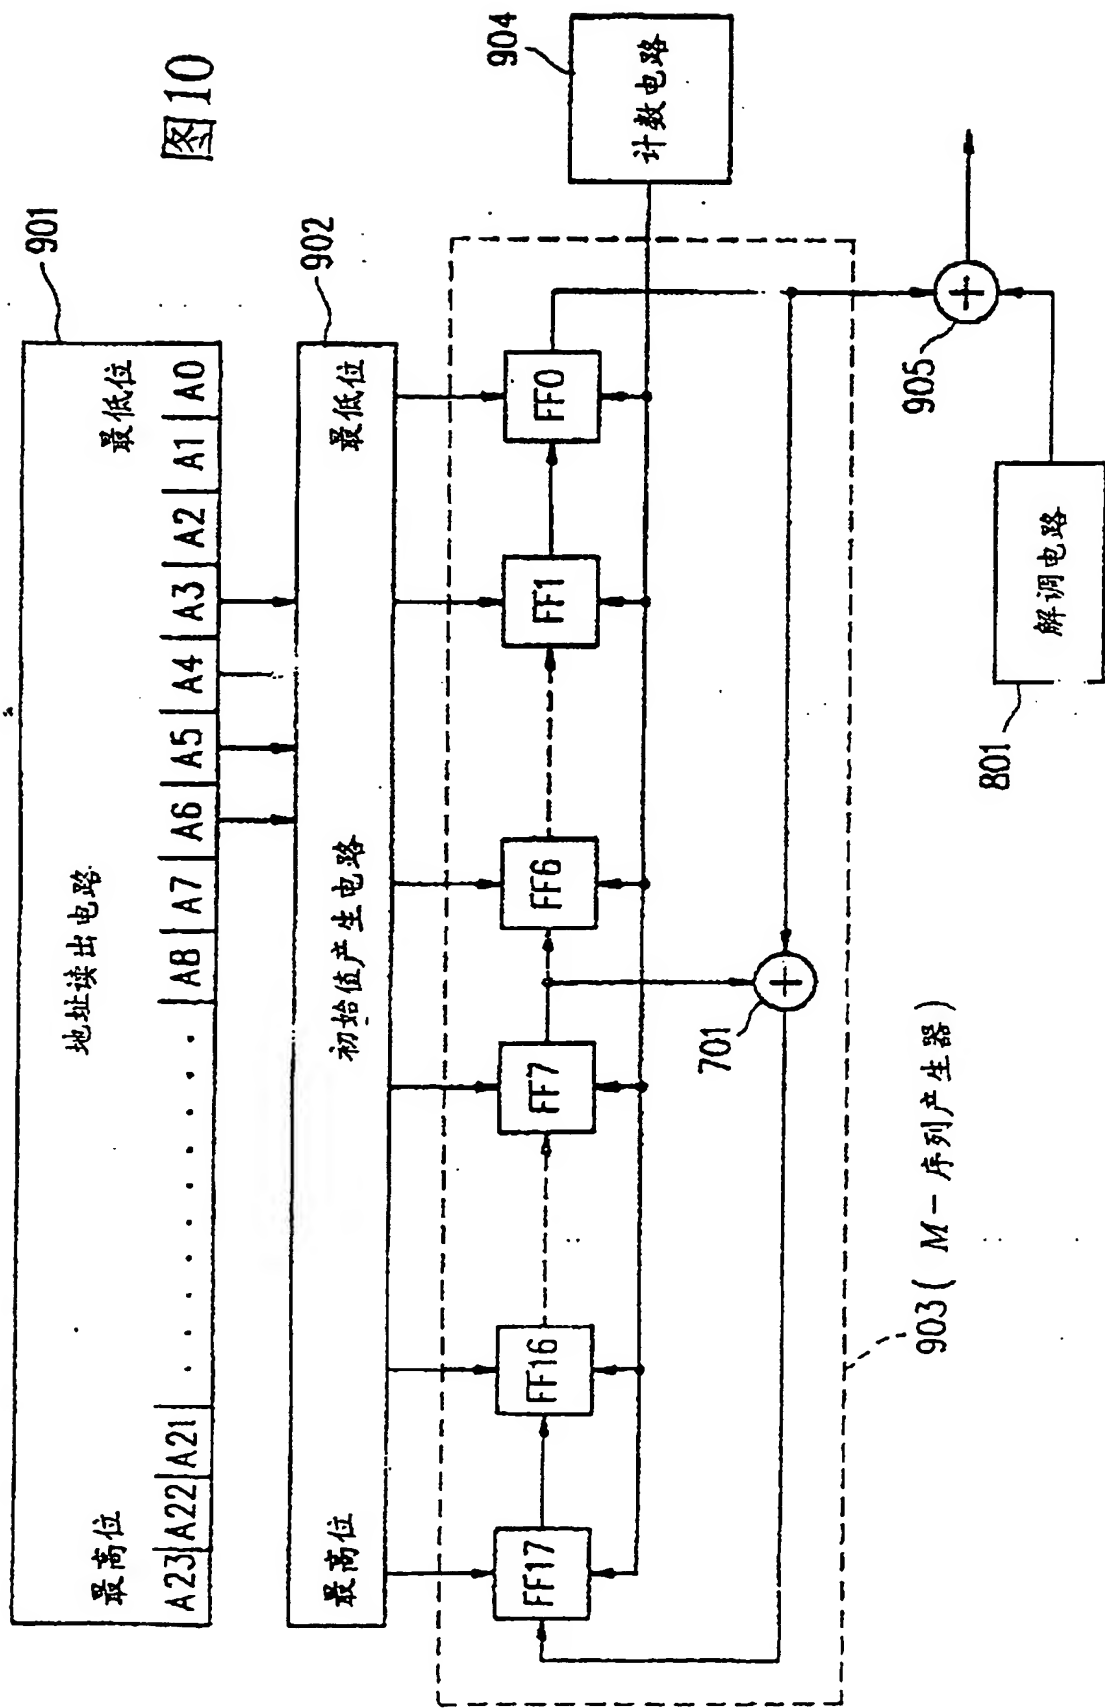 图10
901
地址读出电路
最高位
最低位
A23 A22 A21 A8 A7 A6 A5 A4 A3 A2 A1 A0
902
最高位
初始值产生电路
最低位
FF17 FF16 FF7 FF6 FF1 FF0
904
计数电路
701
905
903 ( M－序列产生器 )
801
解调电路